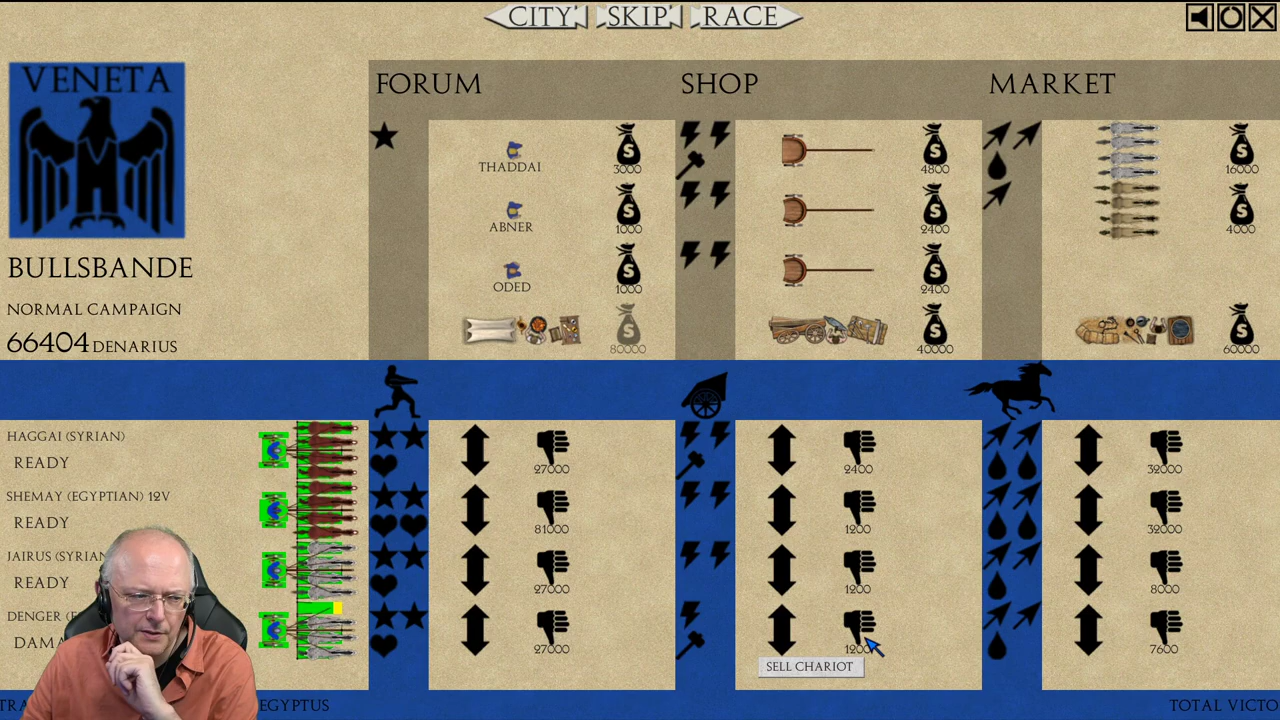 CITY SKIP RACE
VENETA
BULLSBANDE
NORMAL CAMPAIGN
66404 DENARIUS
FORUM
THADDAI 3000
ABNER 1000
ODED 1000
80000
SHOP
4800
2400
2400
40000
MARKET
16000
4000
60000
HAGGAI (SYRIAN)
READY
27000 2400 32000
SHEMAY (EGYPTIAN) 12V
READY
81000 1200 32000
JAIRUS (SYRIAN
READY
27000 1200 8000
DENGER
27000 1200 7600
SELL CHARIOT
EGYPTUS
TOTAL